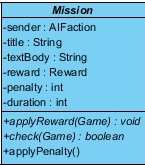 Mission
-sender : AIFaction
-title : String
-textBody : String
-reward : Reward
-penalty : int
-duration : int
+applyReward(Game) : void
+check(Game) : boolean
+applyPenalty()